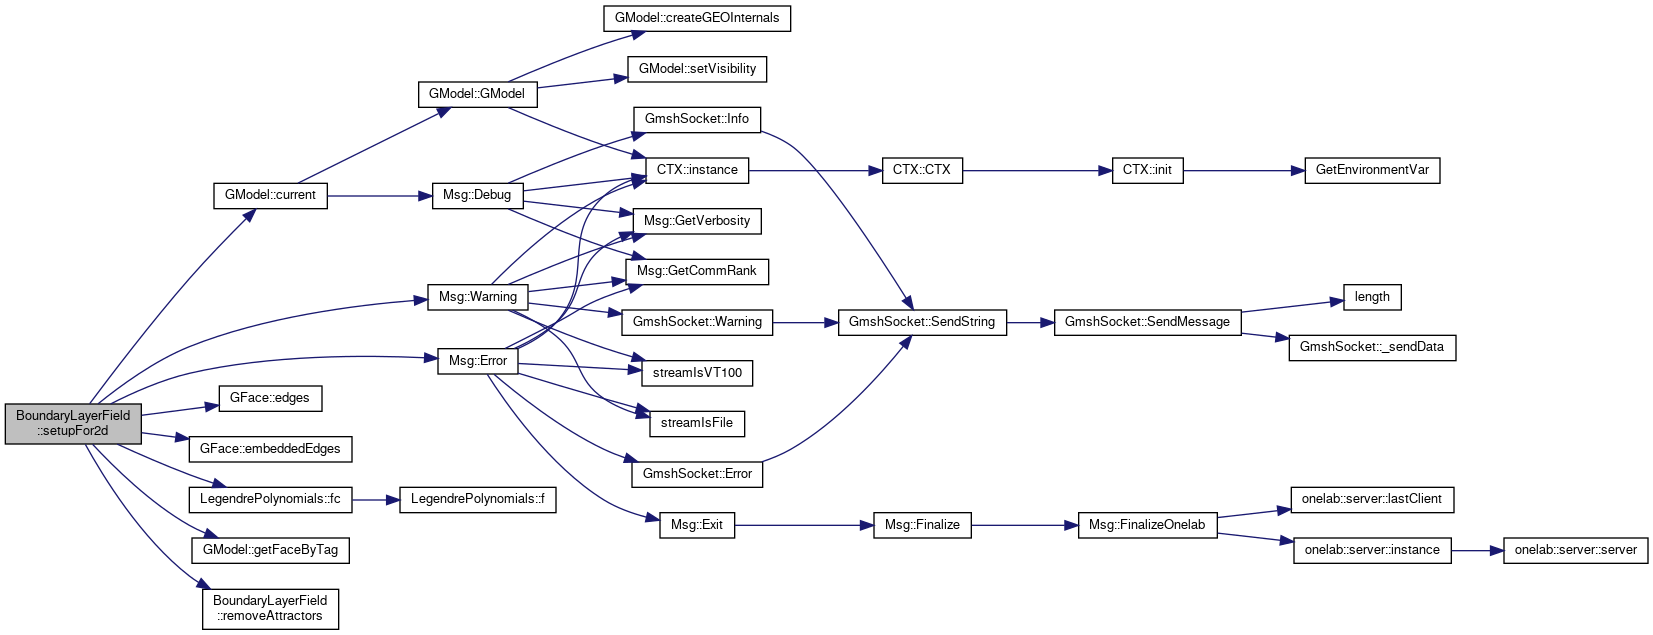 GModel::createGEOInternals
GModel::setVisibility
GModel::GModel
GmshSocket::Info
CTX::instance
CTX::CTX
CTX::init
GetEnvironmentVar
GModel::current
Msg::Debug
Msg::GetVerbosity
Msg::GetCommRank
Msg::Warning
length
GmshSocket::Warning
GmshSocket::SendString
GmshSocket::SendMessage
GmshSocket::_sendData
Msg::Error
streamIsVT100
GFace::edges
BoundaryLayerField
::setupFor2d
streamIsFile
GFace::embeddedEdges
GmshSocket::Error
LegendrePolynomials::fc
LegendrePolynomials::f
onelab::server::lastClient
Msg::Exit
Msg::Finalize
Msg::FinalizeOnelab
GModel::getFaceByTag
onelab::server::instance
onelab::server::server
BoundaryLayerField
::removeAttractors